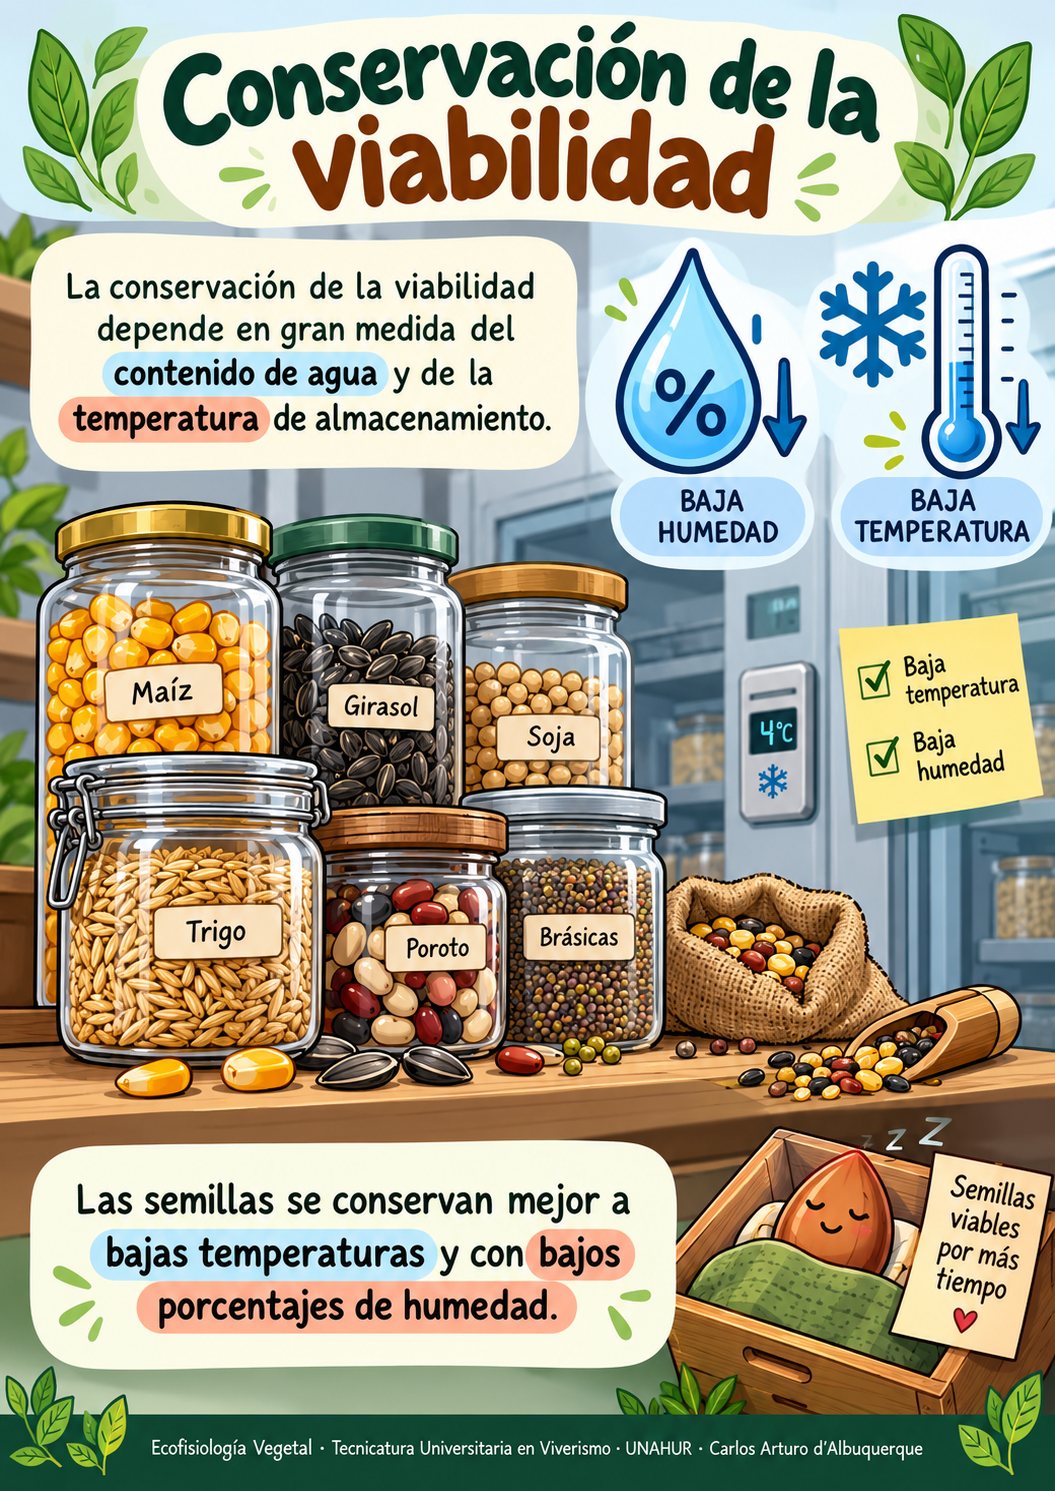 Conservación de la
viabilidad
La conservación de la viabilidad
depende en gran medida del
contenido de agua y de la
temperatura de almacenamiento.
%
BAJA
HUMEDAD
BAJA
TEMPERATURA
Maíz
Girasol
Soja
4°C
Baja
temperatura
Baja
humedad
Trigo
Poroto
Brásicas
z z Z
Las semillas se conservan mejor a
bajas temperaturas y con bajos
porcentajes de humedad.
Semillas
viables
por más
tiempo
Ecofisiología Vegetal · Tecnicatura Universitaria en Viverismo · UNAHUR · Carlos Arturo d'Albuquerque